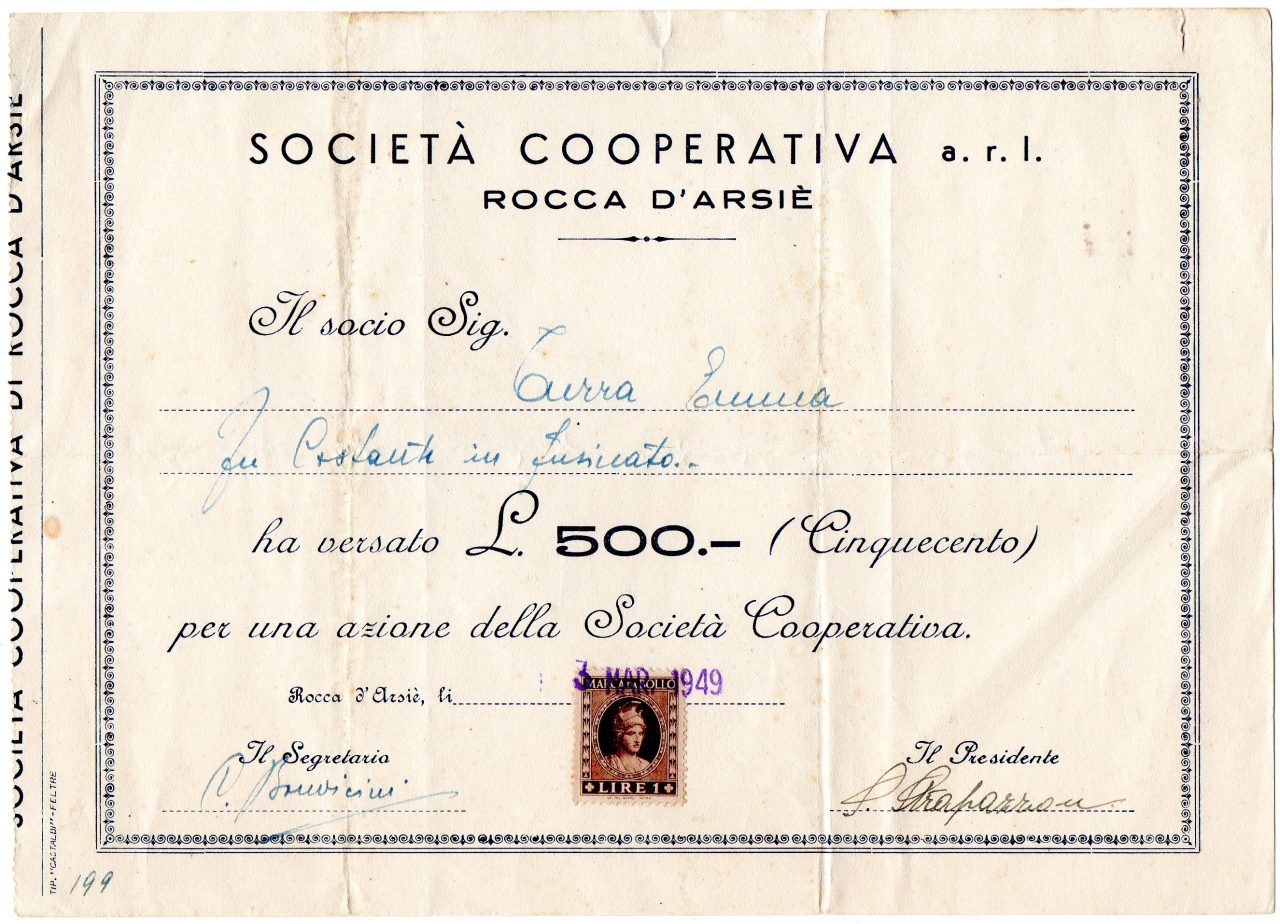 SOCIETÀ COOPERATIVA DI ROCCA D'ARSIÈ
SOCIETÀ COOPERATIVA a. r. l.
ROCCA D'ARSIÈ
Il socio Sig.
Turra Emma
fu Costante in Fusinato..
ha versato L. 500.- (Cinquecento)
per una azione della Società Cooperativa.
3 MAR. 1949
Rocca d'Arsiè, li
MARCA DA BOLLO
LIRE 1
Il Segretario
Il Presidente
Bonvicini
TIP. "CASTALDI" - FELTRE
199